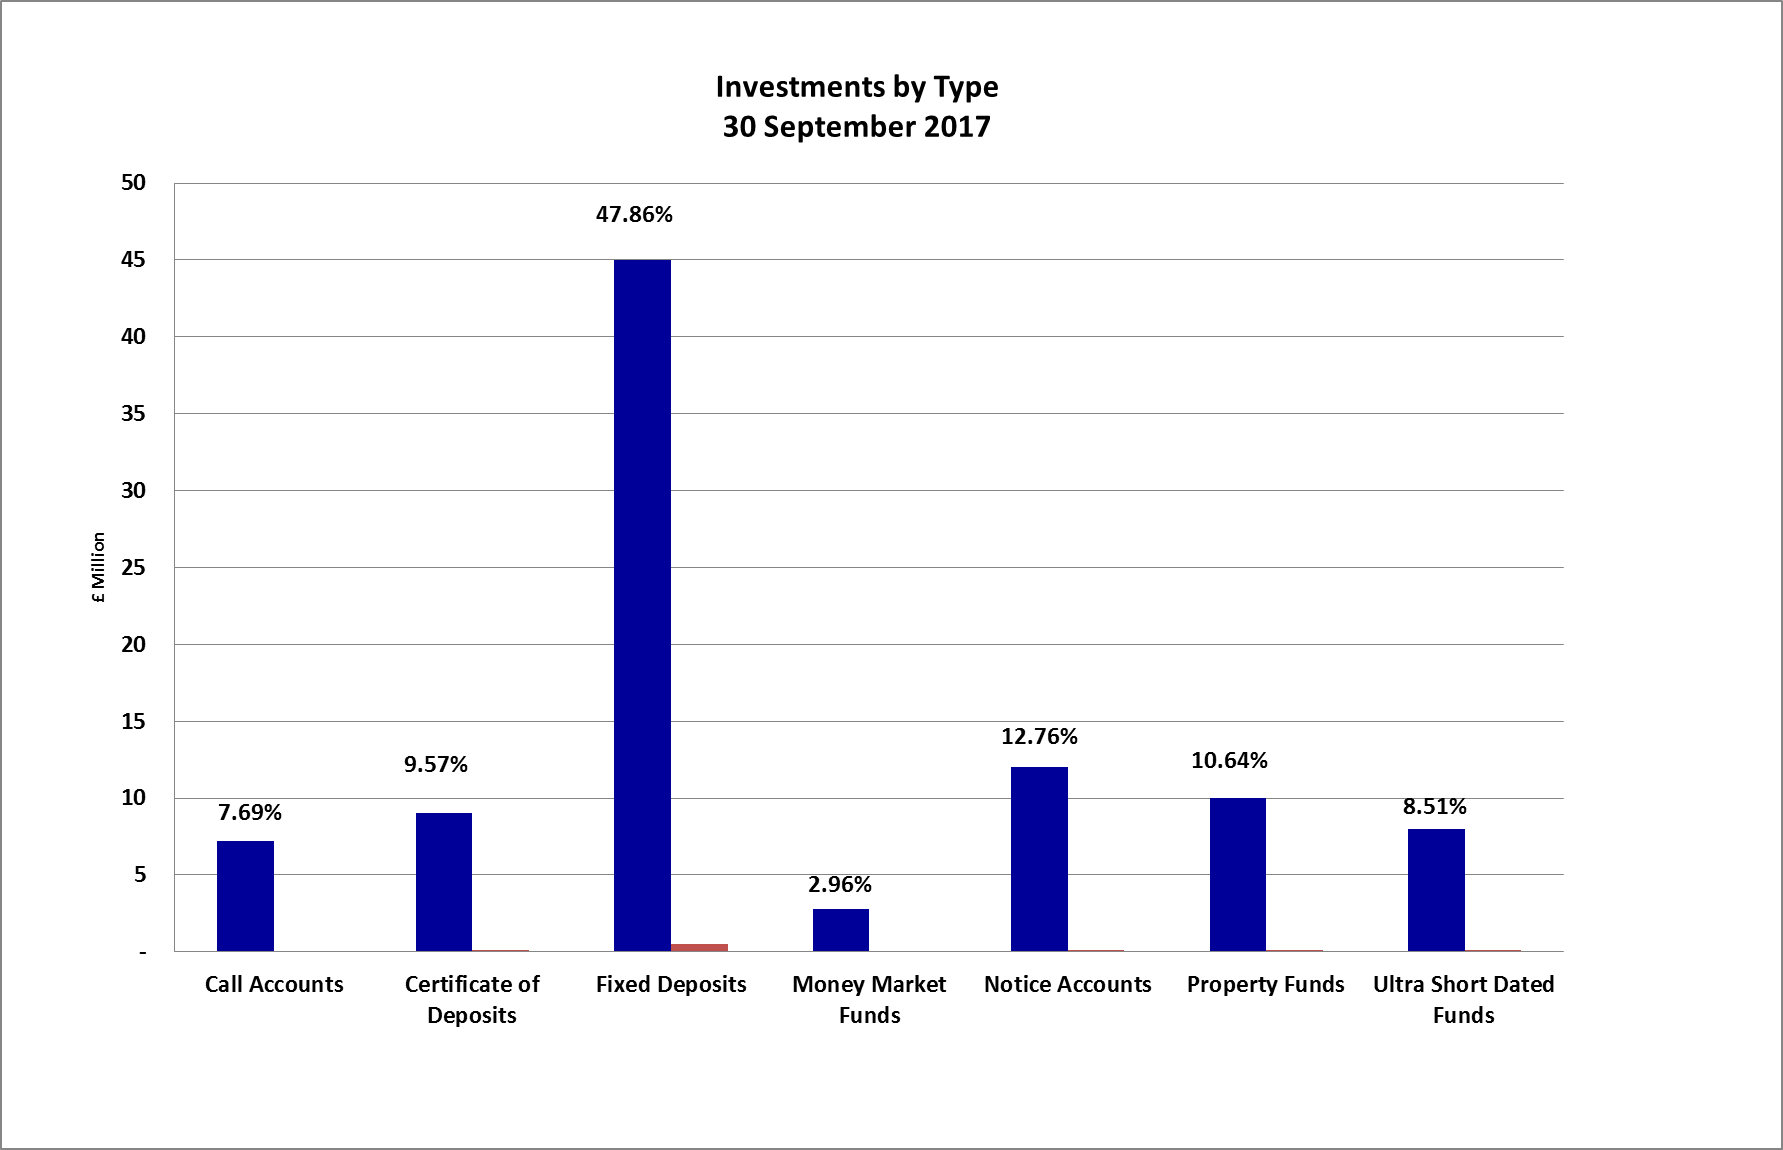 Investments by Type
30 September 2017
50
47.86%
45
40
35
30
25
£ Million
20
15
12.76%
10.64%
9.57%
10
8.51%
7.69%
5
2.96%
-
Call Accounts
Certificate of
Deposits
Fixed Deposits
Money Market
Funds
Notice Accounts
Property Funds
Ultra Short Dated
Funds